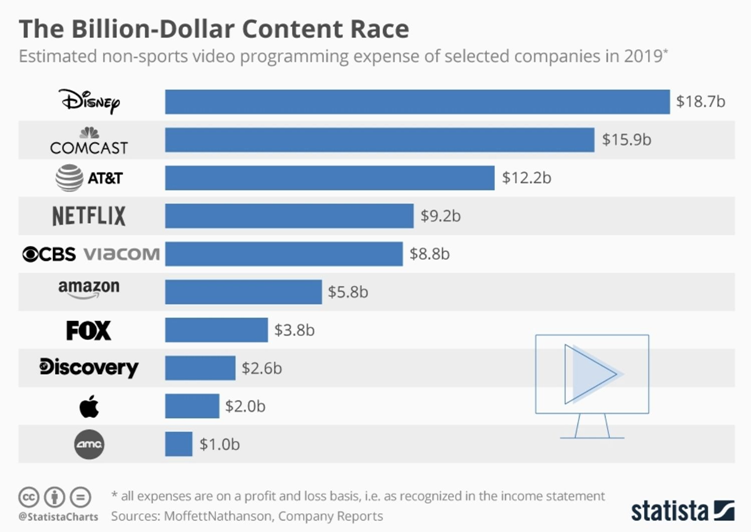 The Billion-Dollar Content Race
Estimated non-sports video programming expense of selected companies in 2019*
Disney $18.7b
COMCAST $15.9b
AT&T $12.2b
NETFLIX $9.2b
CBS VIACOM $8.8b
amazon $5.8b
FOX $3.8b
Discovery $2.6b
$2.0b
amc $1.0b
cc
@StatistaCharts
* all expenses are on a profit and loss basis, i.e. as recognized in the income statement
Sources: MoffettNathanson, Company Reports
statista